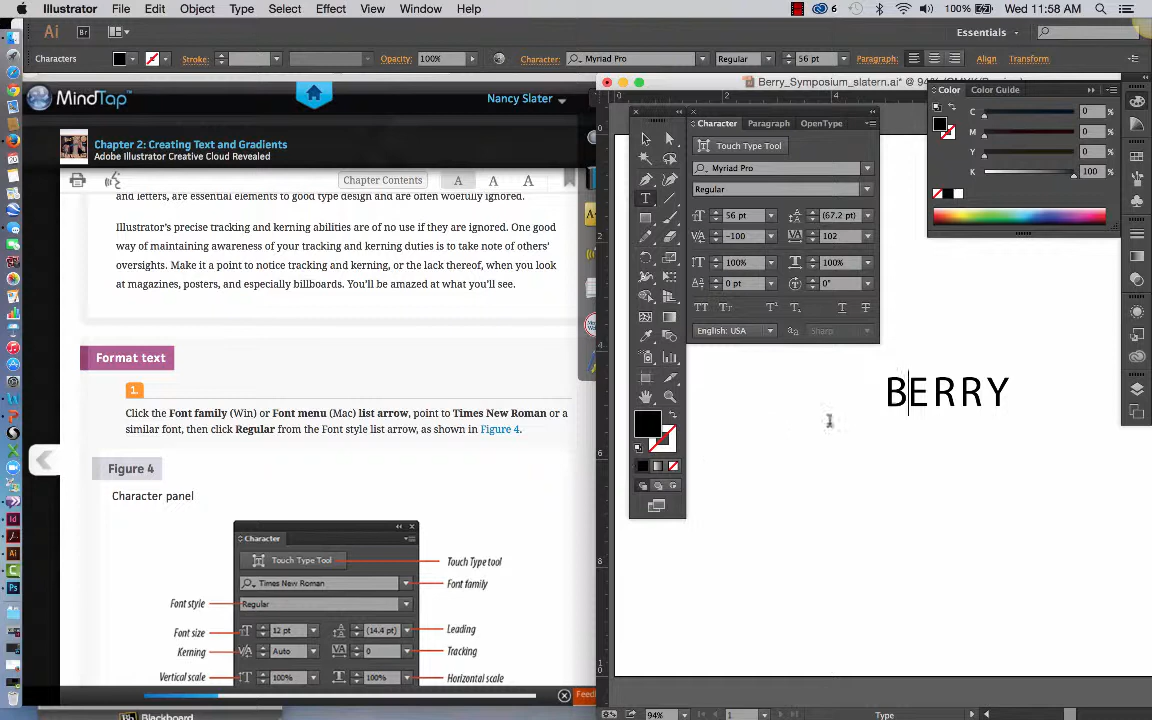 Illustrator File Edit Object Type Select Effect View Window Help
6 100% Wed 11:58 AM
Ai Br Essentials
Characters Stroke: Opacity: 100% Character: Myriad Pro Regular 56 pt Paragraph: Align Transform
MindTap
Nancy Slater
Chapter 2: Creating Text and Gradients
Adobe Illustrator Creative Cloud Revealed
Chapter Contents A A A
and letters, are essential elements to good type design and are often woefully ignored.
Illustrator’s precise tracking and kerning abilities are of no use if they are ignored. One good
way of maintaining awareness of your tracking and kerning duties is to take note of others’
oversights. Make it a point to notice tracking and kerning, or the lack thereof, when you look
at magazines, posters, and especially billboards. You’ll be amazed at what you’ll see.
Format text
1.
Click the Font family (Win) or Font menu (Mac) list arrow, point to Times New Roman or a
similar font, then click Regular from the Font style list arrow, as shown in Figure 4.
Figure 4
Character panel
Character
Touch Type Tool
Touch Type tool
Times New Roman
Font family
Font style
Regular
Font size
12 pt
(14.4 pt)
Leading
Kerning
Auto
0
Tracking
Vertical scale
100%
100%
Horizontal scale
Feedb
Blackboard
Berry_Symposium_slatern.ai* @ 94%
2 4
Character Paragraph OpenType
Touch Type Tool
Myriad Pro
Regular
56 pt (67.2 pt)
-100 102
100% 100%
0 pt 0°
English: USA Sharp
Color Color Guide
C 0 %
M 0 %
Y 0 %
K 100 %
BERRY
94% 1 Type